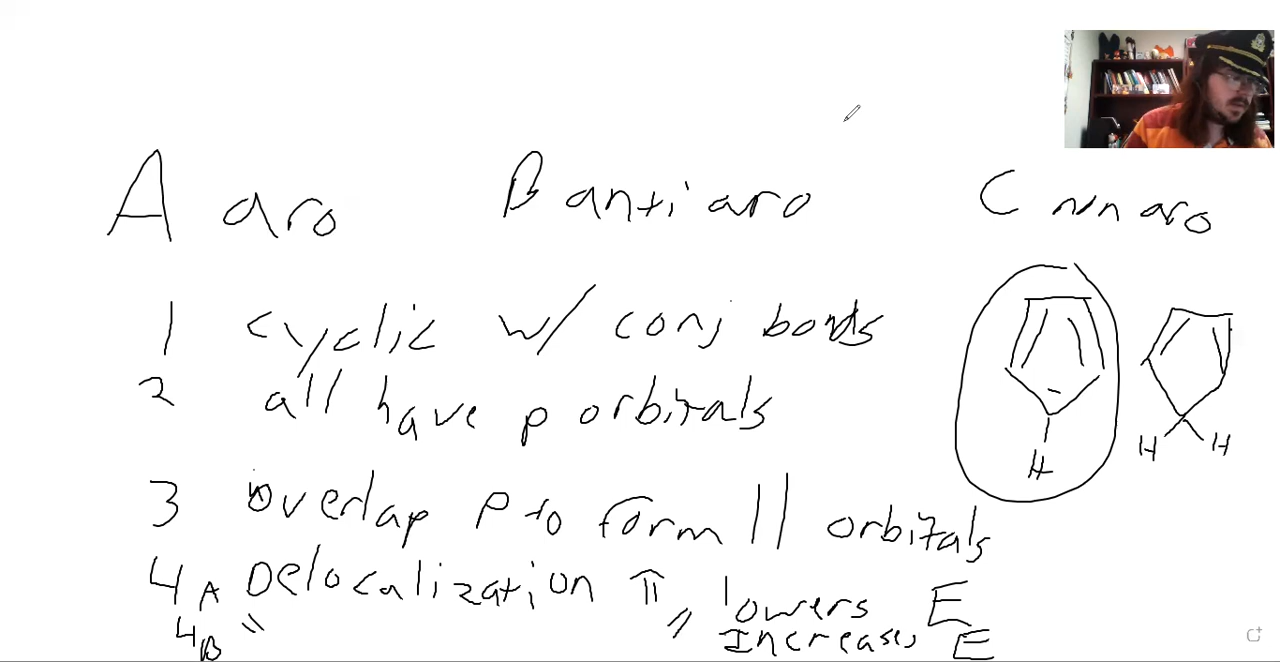 A aro B antiaro C nonaro
1 cyclic w/ conj bonds
2 all have p orbitals
H H H
3 overlap P to form || orbitals
4A Delocalization π, lowers E
4B " " Increases E